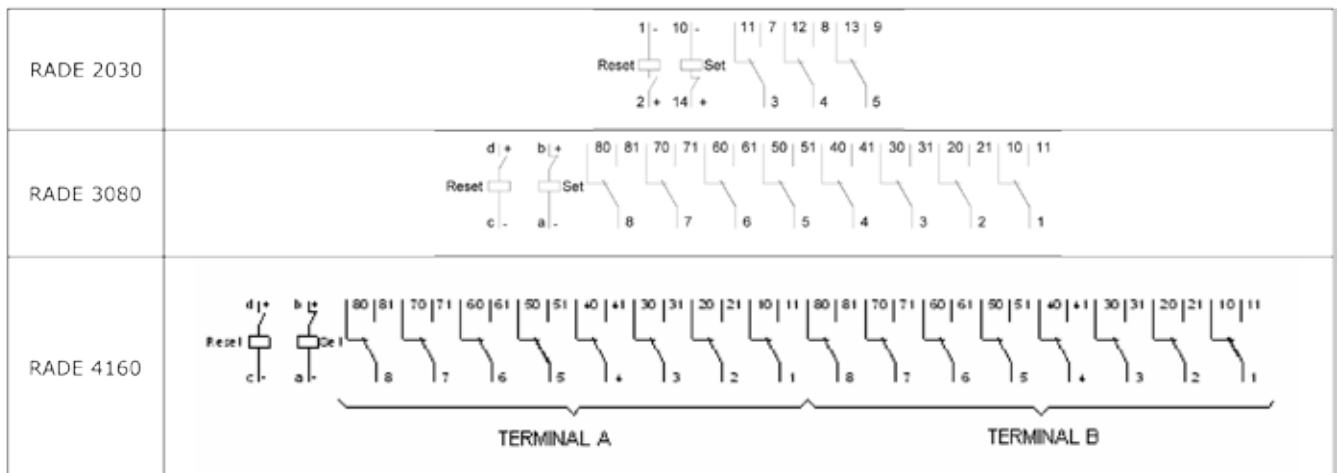 RADE 2030
1 - 10 - 11 7 12 8 13 9
Reset Set
2 + 14 + 3 4 5
RADE 3080
d + b + 80 81 70 71 60 61 50 51 40 41 30 31 20 21 10 11
Reset Set
c - a - 8 7 6 5 4 3 2 1
RADE 4160
d + b + 80 81 70 71 60 61 50 51 40 41 30 31 20 21 10 11 80 81 70 71 60 61 50 51 40 41 30 31 20 21 10 11
Reset
c - a - 8 7 6 5 4 3 2 1 8 7 6 5 4 3 2 1
TERMINAL A TERMINAL B